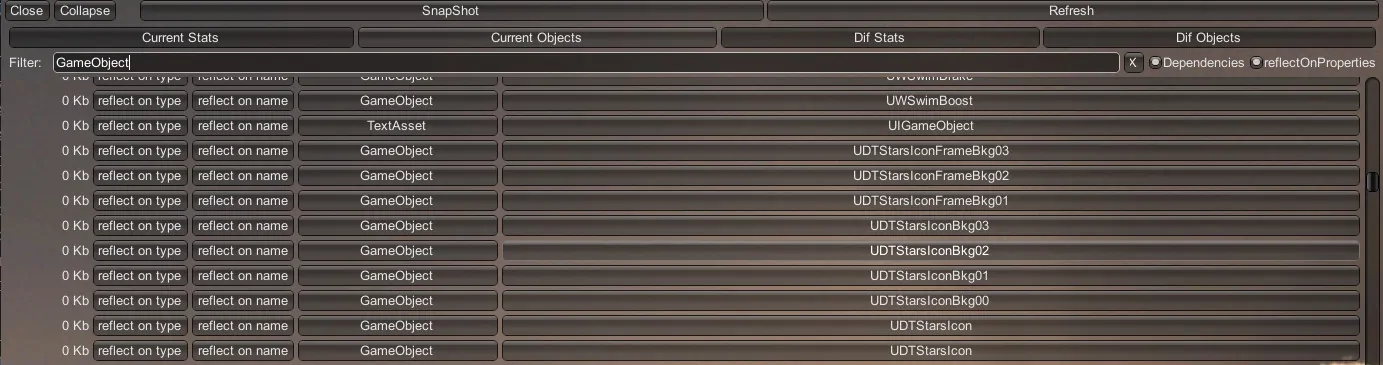 Close Collapse SnapShot Refresh
Current Stats Current Objects Dif Stats Dif Objects
Filter: GameObject X Dependencies reflectOnProperties
GameObject UWSwimBrake
0 Kb reflect on type reflect on name GameObject UWSwimBoost
0 Kb reflect on type reflect on name TextAsset UIGameObject
0 Kb reflect on type reflect on name GameObject UDTStarsIconFrameBkg03
0 Kb reflect on type reflect on name GameObject UDTStarsIconFrameBkg02
0 Kb reflect on type reflect on name GameObject UDTStarsIconFrameBkg01
0 Kb reflect on type reflect on name GameObject UDTStarsIconBkg03
0 Kb reflect on type reflect on name GameObject UDTStarsIconBkg02
0 Kb reflect on type reflect on name GameObject UDTStarsIconBkg01
0 Kb reflect on type reflect on name GameObject UDTStarsIconBkg00
0 Kb reflect on type reflect on name GameObject UDTStarsIcon
0 Kb reflect on type reflect on name GameObject UDTStarsIcon